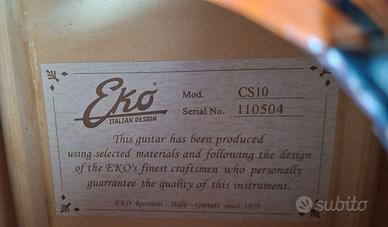 Eko®
ITALIAN DESIGN
Mod. CS10
Serial No. 110504
This guitar has been produced
using selected materials and following the design
of the EKO's finest craftsmen who personally
guarantee the quality of this instrument.
EKO Recanati - Italy - Guitars since 1959
subito